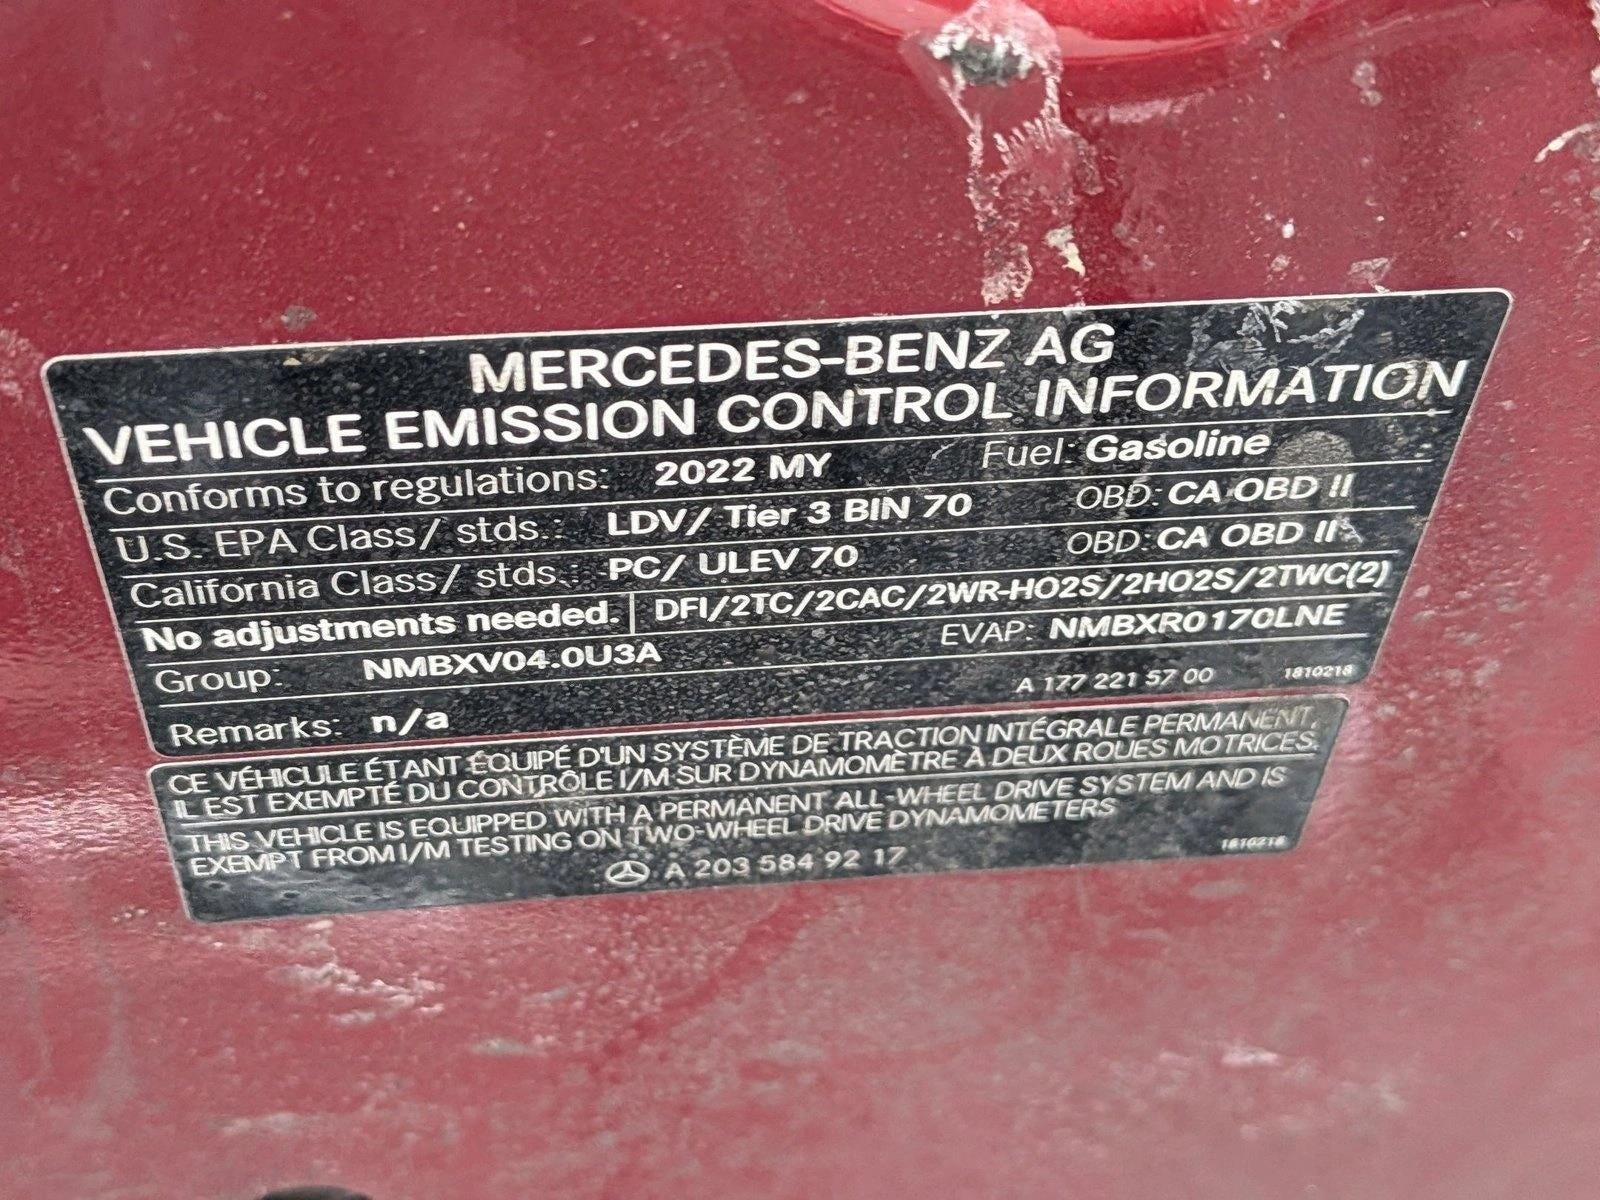 MERCEDES-BENZ AG
VEHICLE EMISSION CONTROL INFORMATION
Conforms to regulations: 2022 MY Fuel: Gasoline
U.S. EPA Class/ stds.: LDV/ Tier 3 BIN 70 OBD: CA OBD II
California Class/ stds.: PC/ ULEV 70 OBD: CA OBD II
No adjustments needed. DFI/2TC/2CAC/2WR-HO2S/2HO2S/2TWC(2)
Group: NMBXV04.0U3A EVAP: NMBXR0170LNE
Remarks: n/a A 177 221 57 00 1810218
CE VÉHICULE ÉTANT ÉQUIPÉ D'UN SYSTÈME DE TRACTION INTÉGRALE PERMANENT,
IL EST EXEMPTÉ DU CONTRÔLE I/M SUR DYNAMOMÈTRE À DEUX ROUES MOTRICES.
THIS VEHICLE IS EQUIPPED WITH A PERMANENT ALL-WHEEL DRIVE SYSTEM AND IS
EXEMPT FROM I/M TESTING ON TWO-WHEEL DRIVE DYNAMOMETERS
A 203 584 92 17 1810218